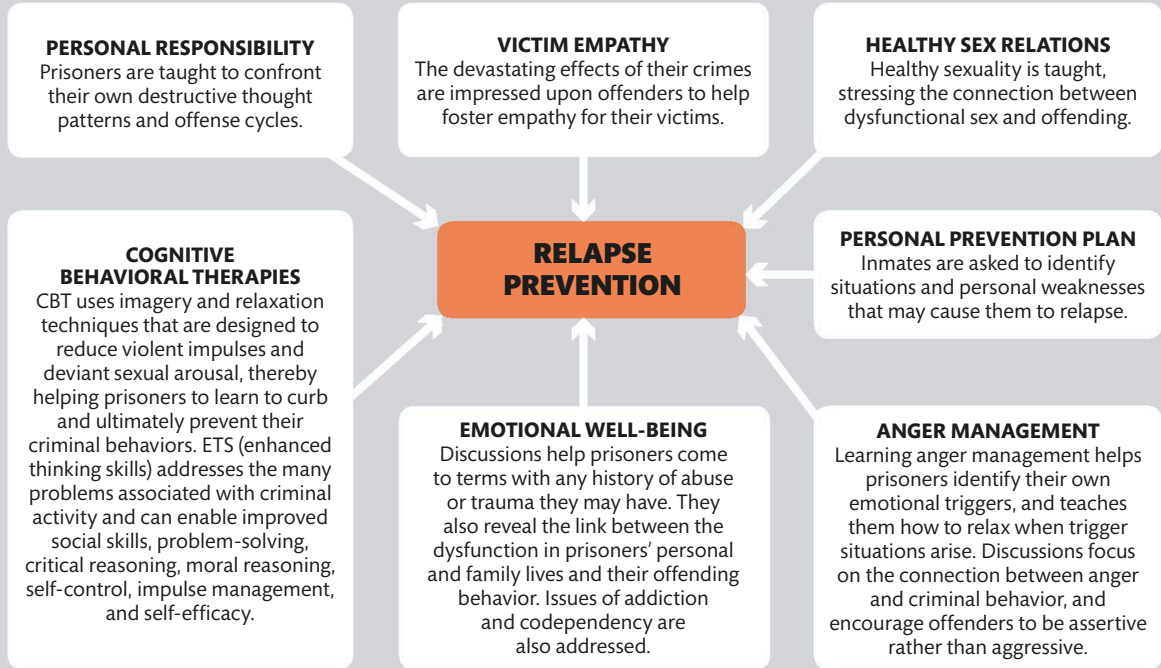 PERSONAL RESPONSIBILITY
Prisoners are taught to confront
their own destructive thought
patterns and offense cycles.
VICTIM EMPATHY
The devastating effects of their crimes
are impressed upon offenders to help
foster empathy for their victims.
HEALTHY SEX RELATIONS
Healthy sexuality is taught,
stressing the connection between
dysfunctional sex and offending.
COGNITIVE
BEHAVIORAL THERAPIES
CBT uses imagery and relaxation
techniques that are designed to
reduce violent impulses and
deviant sexual arousal, thereby
helping prisoners to learn to curb
and ultimately prevent their
criminal behaviors. ETS (enhanced
thinking skills) addresses the many
problems associated with criminal
activity and can enable improved
social skills, problem-solving,
critical reasoning, moral reasoning,
self-control, impulse management,
and self-efficacy.
RELAPSE
PREVENTION
PERSONAL PREVENTION PLAN
Inmates are asked to identify
situations and personal weaknesses
that may cause them to relapse.
EMOTIONAL WELL-BEING
Discussions help prisoners come
to terms with any history of abuse
or trauma they may have. They
also reveal the link between the
dysfunction in prisoners’ personal
and family lives and their offending
behavior. Issues of addiction
and codependency are
also addressed.
ANGER MANAGEMENT
Learning anger management helps
prisoners identify their own
emotional triggers, and teaches
them how to relax when trigger
situations arise. Discussions focus
on the connection between anger
and criminal behavior, and
encourage offenders to be assertive
rather than aggressive.